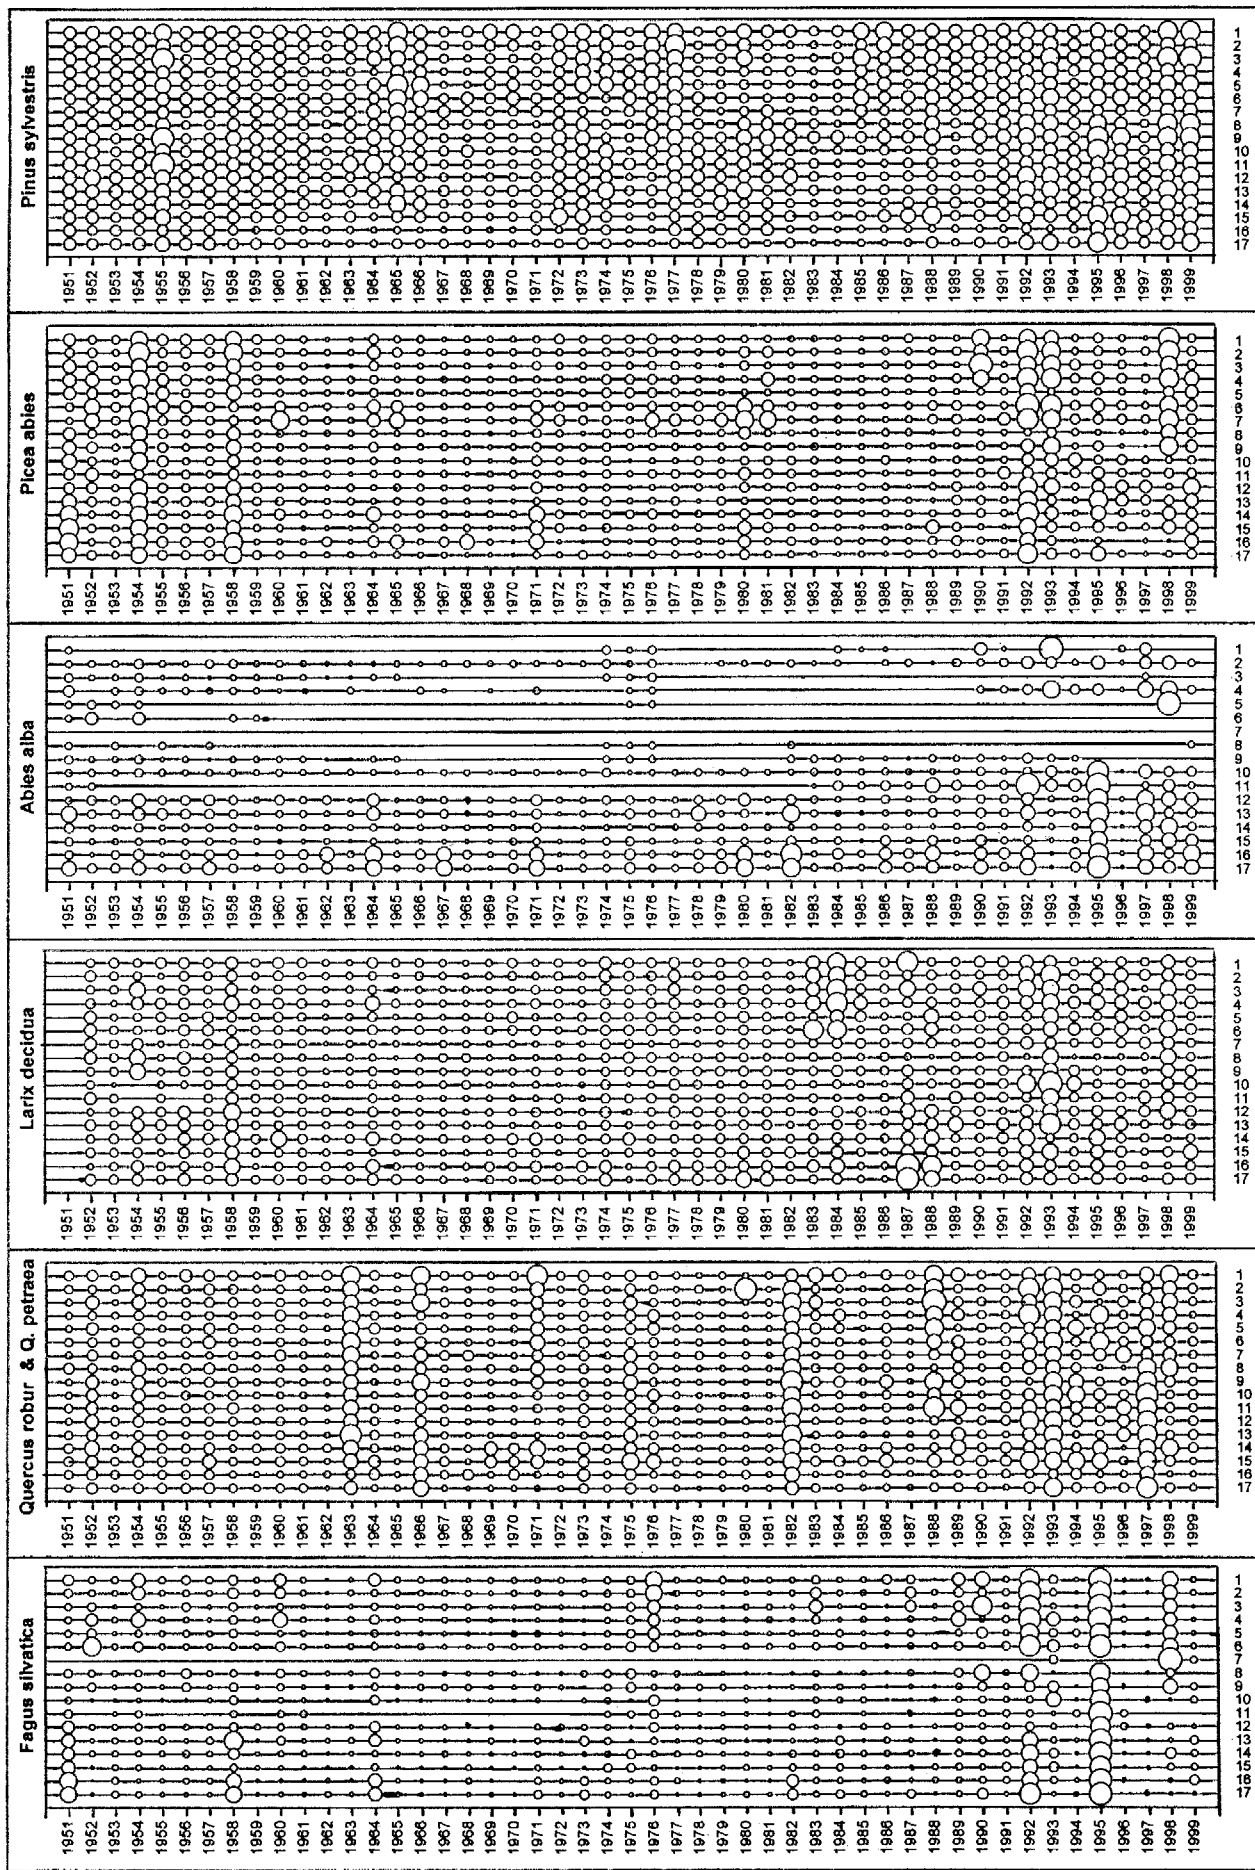 Pinus sylvestris
1 2 3 4 5 6 7 8 9 10 11 12 13 14 15 16 17
1951 1952 1953 1954 1955 1956 1957 1958 1959 1960 1961 1962 1963 1964 1965 1966 1967 1968 1969 1970 1971 1972 1973 1974 1975 1976 1977 1978 1979 1980 1981 1982 1983 1984 1985 1986 1987 1988 1989 1990 1991 1992 1993 1994 1995 1996 1997 1998 1999
Picea abies
1 2 3 4 5 6 7 8 9 10 11 12 13 14 15 16 17
1951 1952 1953 1954 1955 1956 1957 1958 1959 1960 1961 1962 1963 1964 1965 1966 1967 1968 1969 1970 1971 1972 1973 1974 1975 1976 1977 1978 1979 1980 1981 1982 1983 1984 1985 1986 1987 1988 1989 1990 1991 1992 1993 1994 1995 1996 1997 1998 1999
Abies alba
1 2 3 4 5 6 7 8 9 10 11 12 13 14 15 16 17
1951 1952 1953 1954 1955 1956 1957 1958 1959 1960 1961 1962 1963 1964 1965 1966 1967 1968 1969 1970 1971 1972 1973 1974 1975 1976 1977 1978 1979 1980 1981 1982 1983 1984 1985 1986 1987 1988 1989 1990 1991 1992 1993 1994 1995 1996 1997 1998 1999
Larix decidua
1 2 3 4 5 6 7 8 9 10 11 12 13 14 15 16 17
1951 1952 1953 1954 1955 1956 1957 1958 1959 1960 1961 1962 1963 1964 1965 1966 1967 1968 1969 1970 1971 1972 1973 1974 1975 1976 1977 1978 1979 1980 1981 1982 1983 1984 1985 1986 1987 1988 1989 1990 1991 1992 1993 1994 1995 1996 1997 1998 1999
Quercus robur & Q. petraea
1 2 3 4 5 6 7 8 9 10 11 12 13 14 15 16 17
1951 1952 1953 1954 1955 1956 1957 1958 1959 1960 1961 1962 1963 1964 1965 1966 1967 1968 1969 1970 1971 1972 1973 1974 1975 1976 1977 1978 1979 1980 1981 1982 1983 1984 1985 1986 1987 1988 1989 1990 1991 1992 1993 1994 1995 1996 1997 1998 1999
Fagus silvatica
1 2 3 4 5 6 7 8 9 10 11 12 13 14 15 16 17
1951 1952 1953 1954 1955 1956 1957 1958 1959 1960 1961 1962 1963 1964 1965 1966 1967 1968 1969 1970 1971 1972 1973 1974 1975 1976 1977 1978 1979 1980 1981 1982 1983 1984 1985 1986 1987 1988 1989 1990 1991 1992 1993 1994 1995 1996 1997 1998 1999